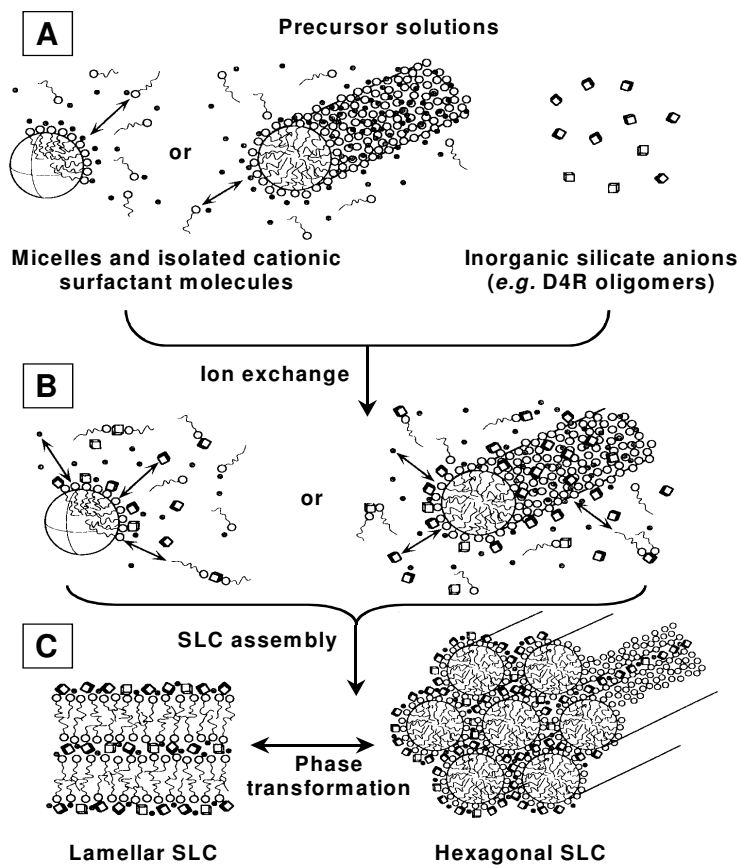 A
Precursor solutions
or
Micelles and isolated cationic
surfactant molecules
Inorganic silicate anions
(e.g. D4R oligomers)
B
Ion exchange
or
C
SLC assembly
Phase
transformation
Lamellar SLC
Hexagonal SLC